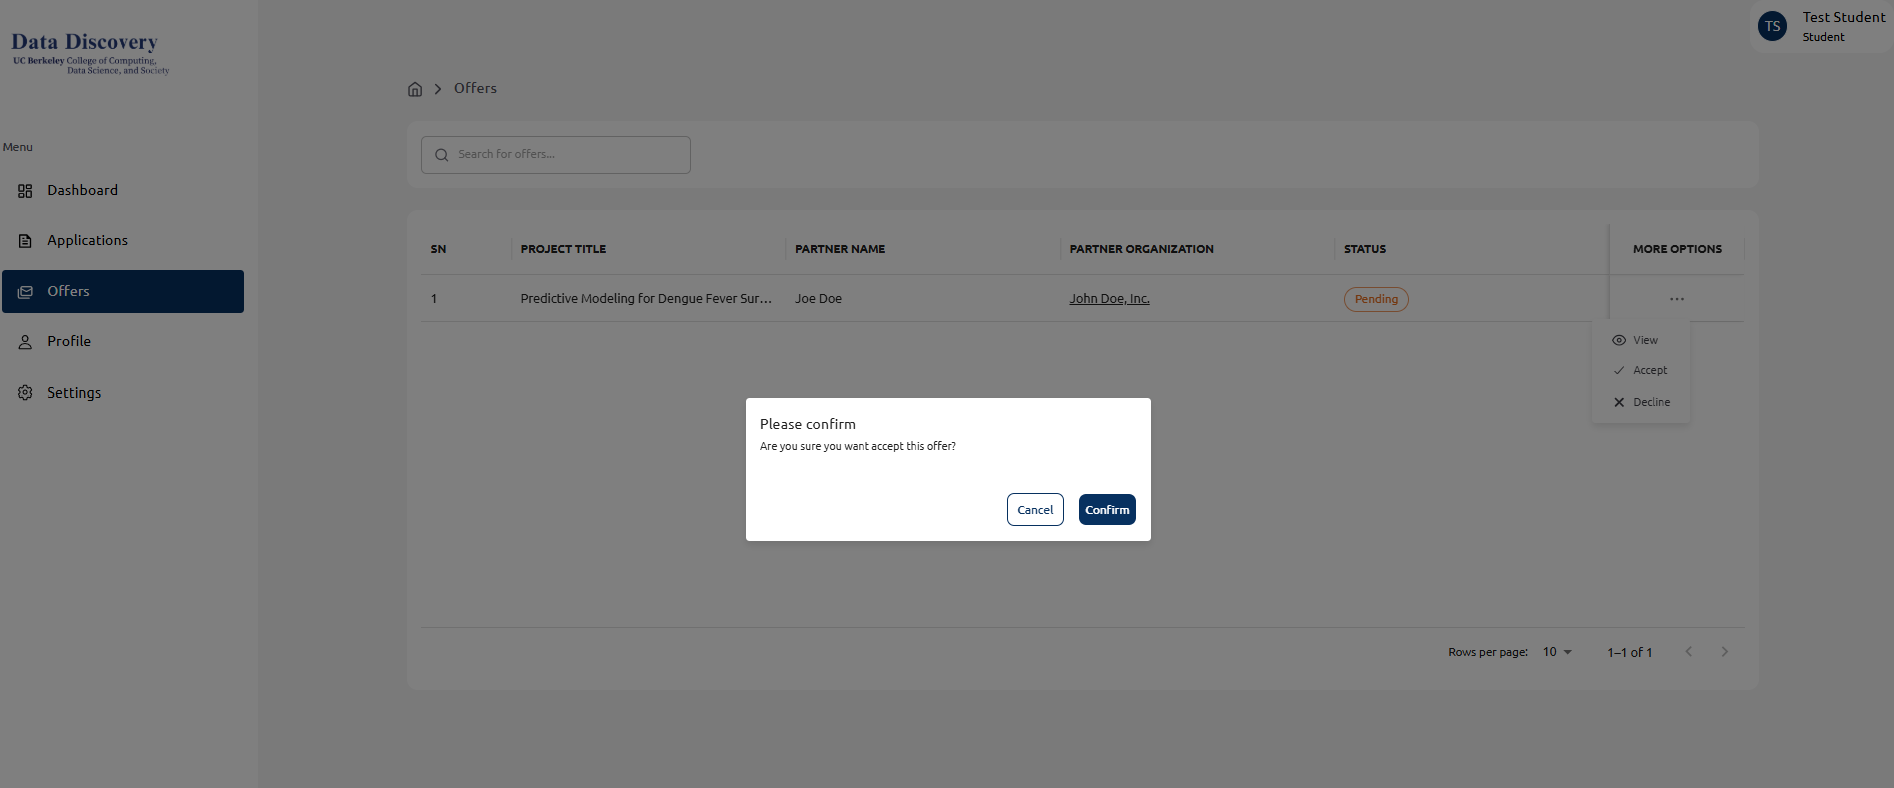 Data Discovery
UC Berkeley College of Computing,
Data Science, and Society
TS
Test Student
Student
Offers
Menu
Dashboard
Applications
Offers
Profile
Settings
Search for offers...
SN PROJECT TITLE PARTNER NAME PARTNER ORGANIZATION STATUS MORE OPTIONS
1 Predictive Modeling for Dengue Fever Sur... Joe Doe John Doe, Inc. Pending ...
View
Accept
Decline
Please confirm
Are you sure you want accept this offer?
Cancel Confirm
Rows per page: 10 1–1 of 1